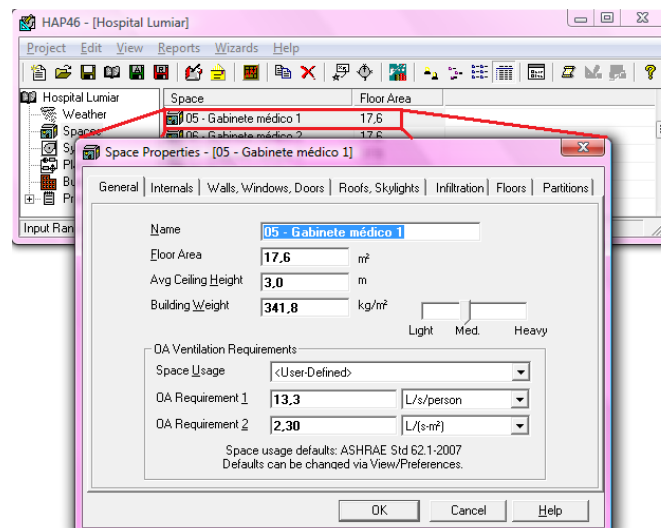 HAP46 - [Hospital Lumiar]
Project Edit View Reports Wizards Help
Hospital Lumiar
Space Floor Area
Weather
05 - Gabinete médico 1 17,6
Spaces
06 - Gabinete médico 2 17,6
Space Properties - [05 - Gabinete médico 1]
General Internals Walls, Windows, Doors Roofs, Skylights Infiltration Floors Partitions
Input Ran
Name 05 - Gabinete médico 1
Floor Area 17,6 m²
Avg Ceiling Height 3,0 m
Building Weight 341,8 kg/m²
Light Med. Heavy
OA Ventilation Requirements
Space Usage <User-Defined>
OA Requirement 1 13,3 L/s/person
OA Requirement 2 2,30 L/(s-m²)
Space usage defaults: ASHRAE Std 62.1-2007
Defaults can be changed via View/Preferences.
OK Cancel Help